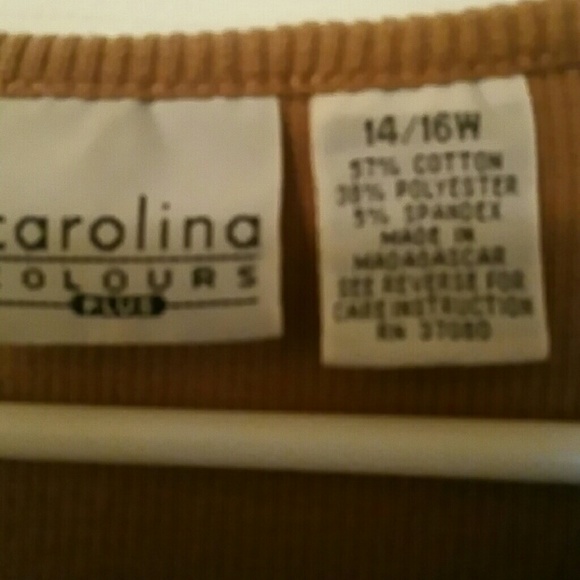 carolina
COLOURS
PLUS
14/16W
57% COTTON
38% POLYESTER
5% SPANDEX
MADE IN
MADAGASCAR
SEE REVERSE FOR
CARE INSTRUCTION
RN 37080